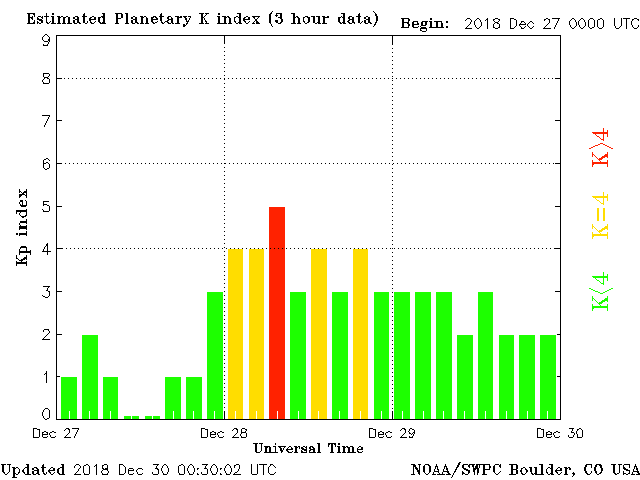 Estimated Planetary K index (3 hour data) Begin: 2018 Dec 27 0000 UTC
9
8
7
6
5
4
3
2
1
0
Kp index
K>4
K=4
K<4
Dec 27 Dec 28 Dec 29 Dec 30
Universal Time
Updated 2018 Dec 30 00:30:02 UTC NOAA/SWPC Boulder, CO USA